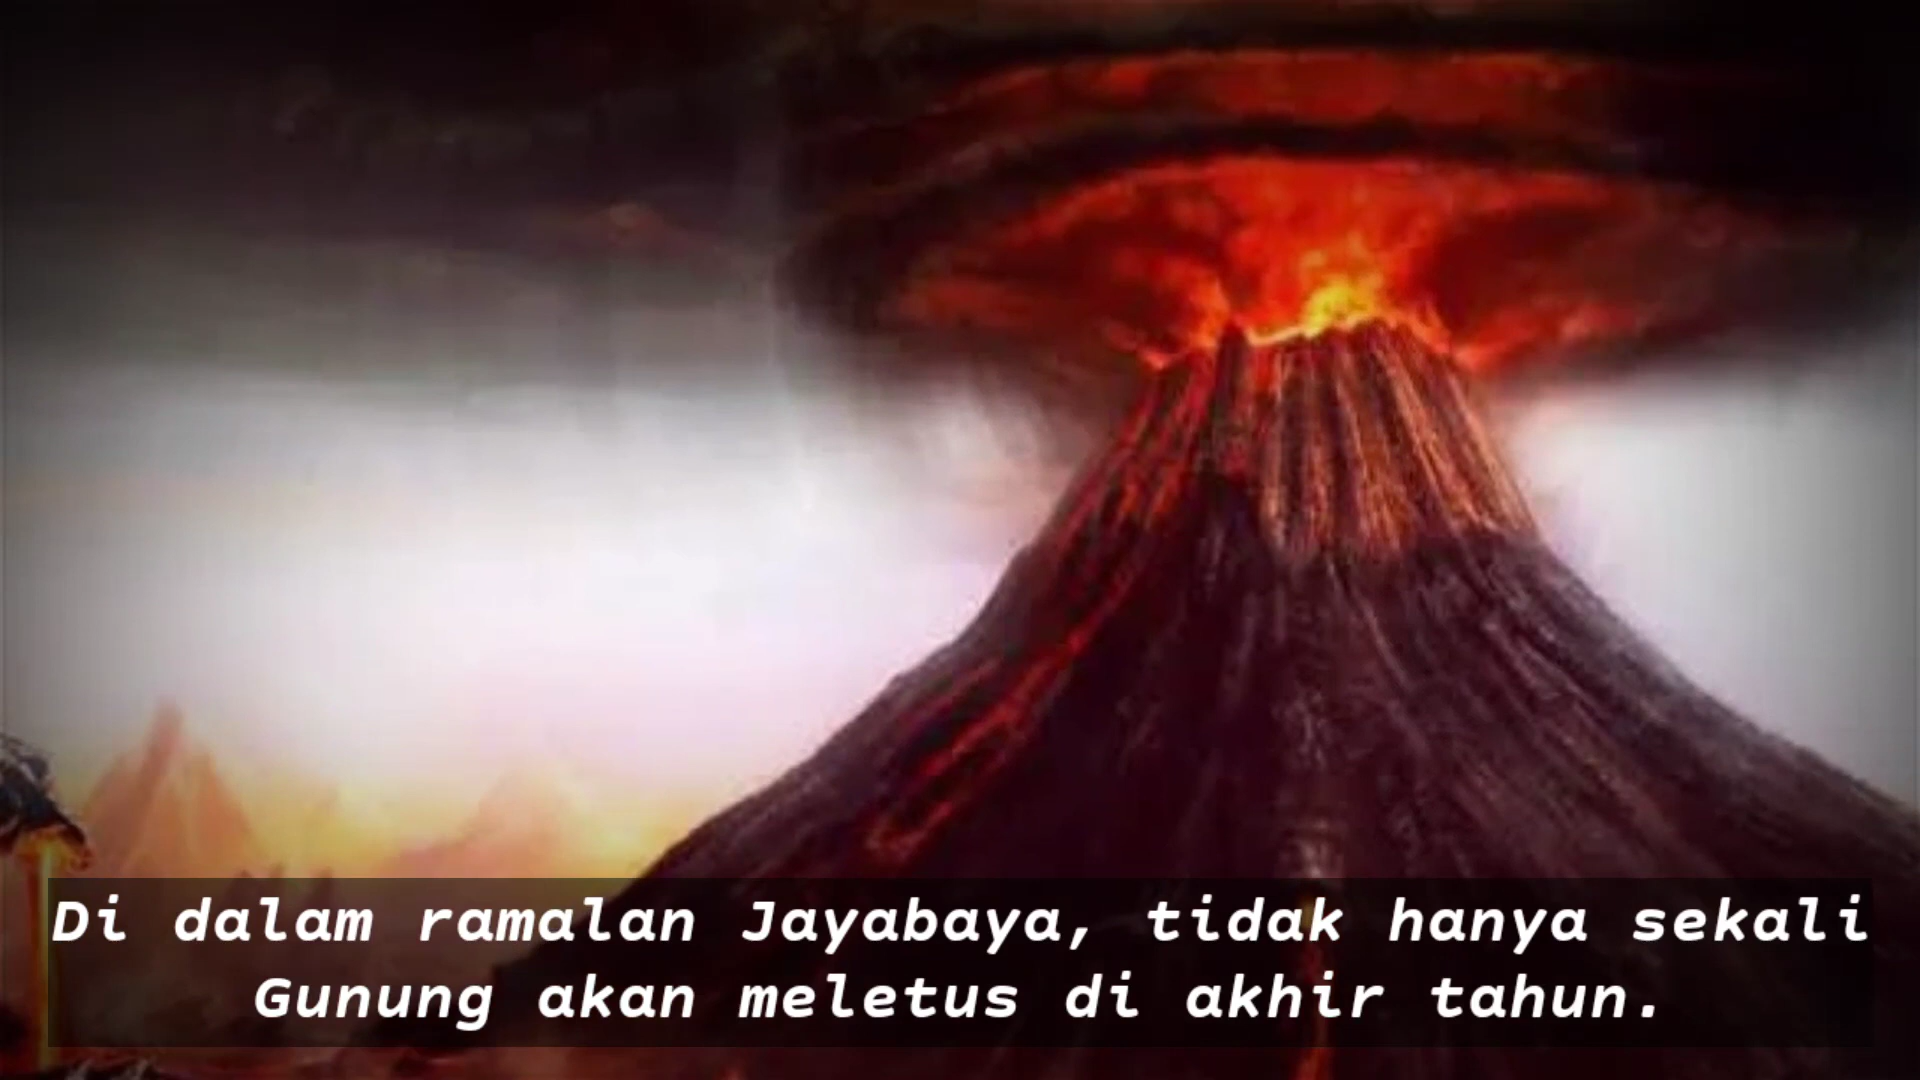 Di dalam ramalan Jayabaya, tidak hanya sekali
Gunung akan meletus di akhir tahun.